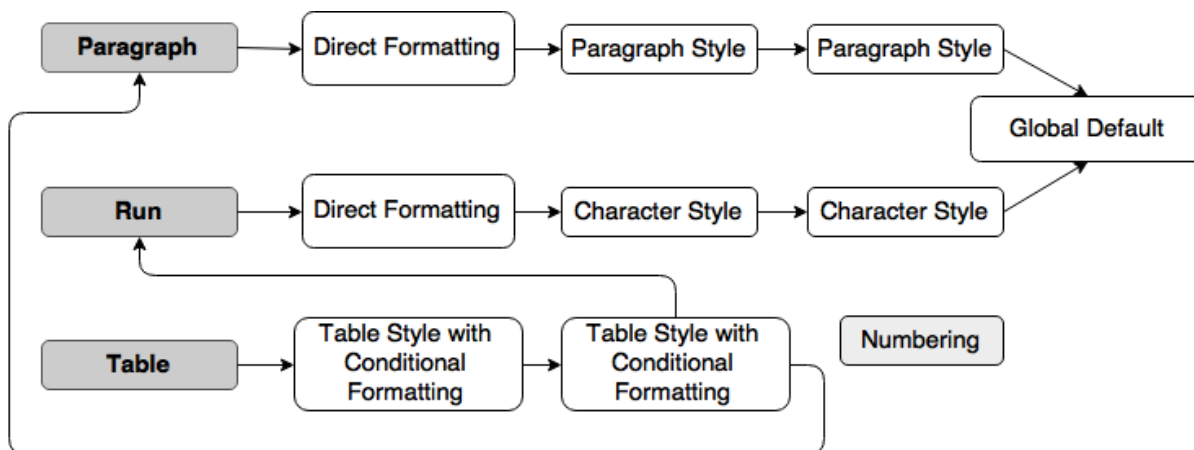 Paragraph
Direct Formatting
Paragraph Style
Paragraph Style
Global Default
Run
Direct Formatting
Character Style
Character Style
Table
Table Style with
Conditional
Formatting
Table Style with
Conditional
Formatting
Numbering